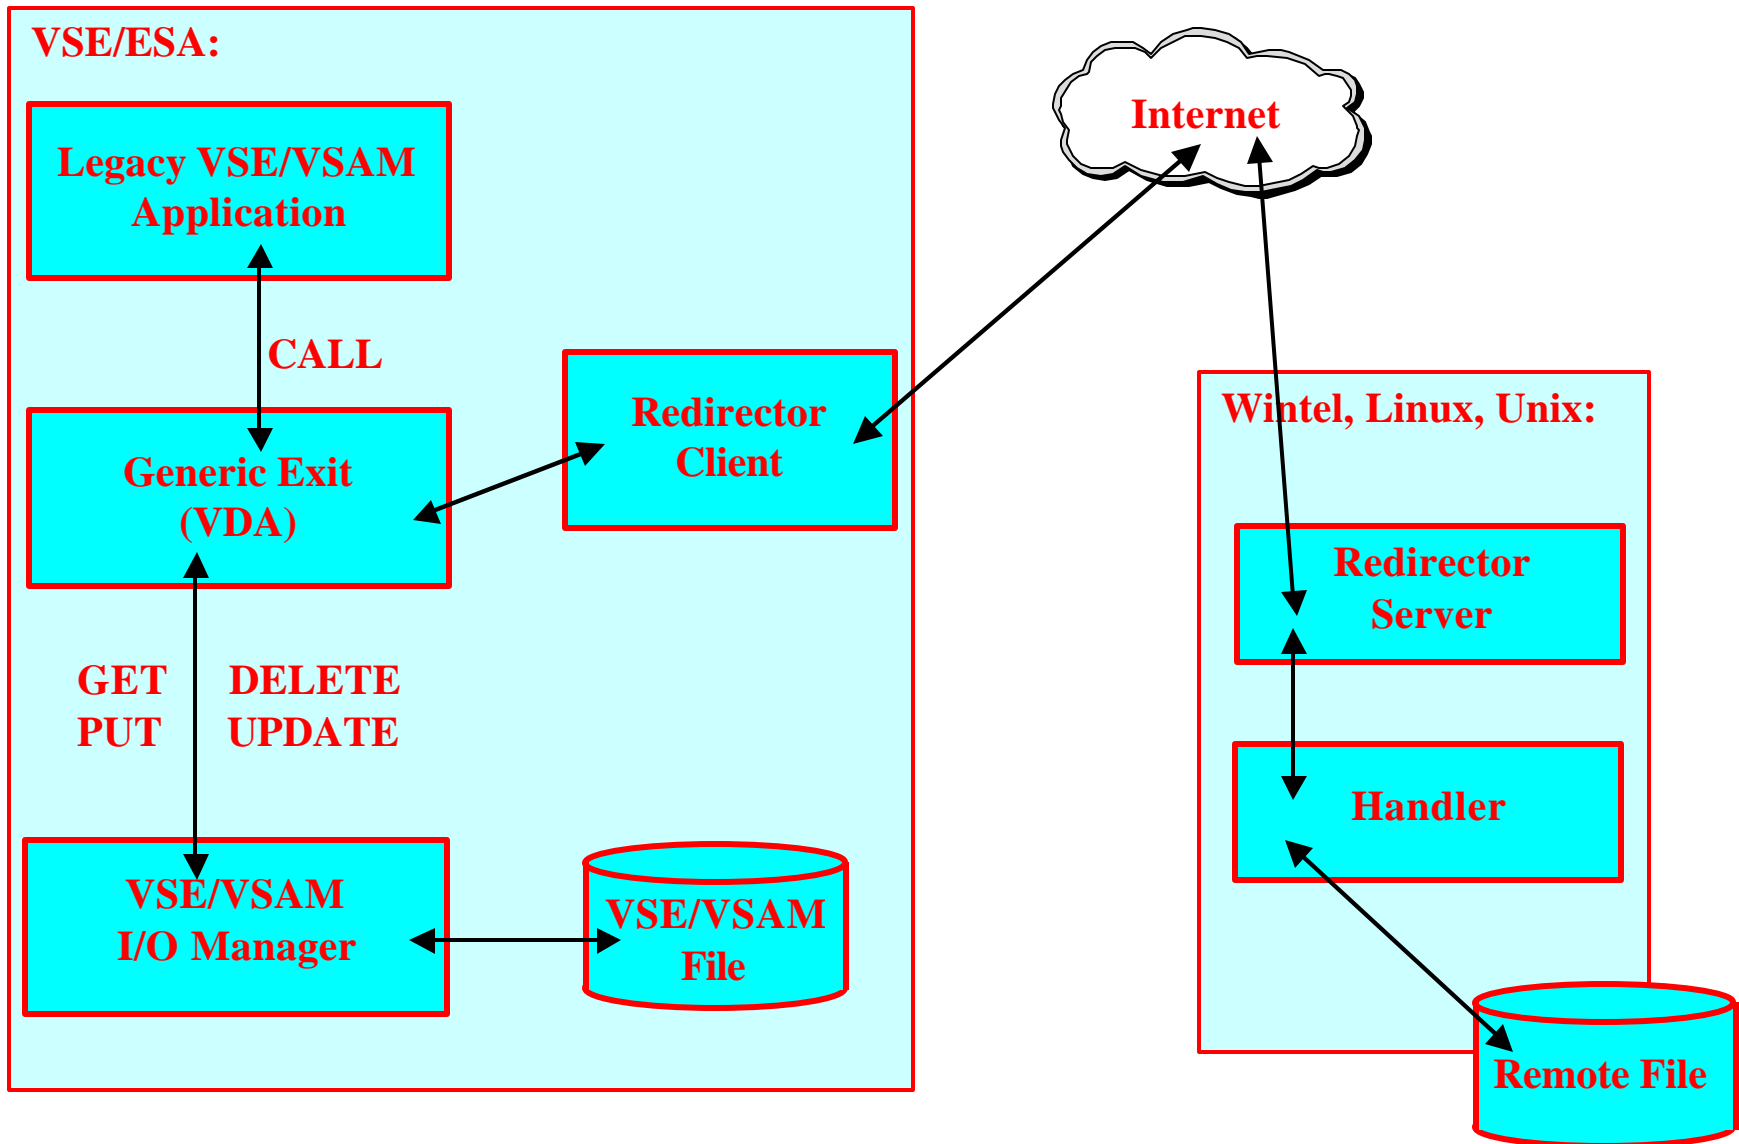 VSE/ESA:
Legacy VSE/VSAM
Application
CALL
Generic Exit
(VDA)
GET DELETE
PUT UPDATE
VSE/VSAM
I/O Manager
VSE/VSAM
File
Redirector
Client
Internet
Wintel, Linux, Unix:
Redirector
Server
Handler
Remote File